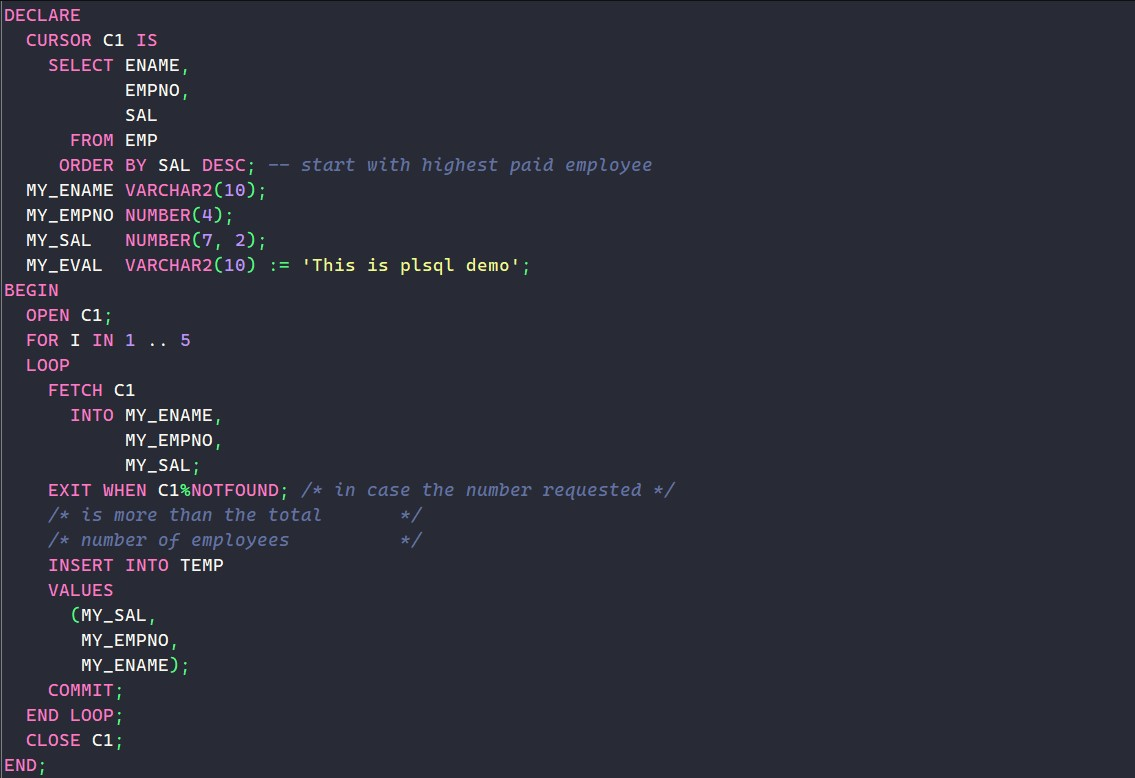 DECLARE
  CURSOR C1 IS
    SELECT ENAME,
           EMPNO,
           SAL
      FROM EMP
     ORDER BY SAL DESC; -- start with highest paid employee
  MY_ENAME VARCHAR2(10);
  MY_EMPNO NUMBER(4);
  MY_SAL   NUMBER(7, 2);
  MY_EVAL  VARCHAR2(10) := 'This is plsql demo';
BEGIN
  OPEN C1;
  FOR I IN 1 .. 5
  LOOP
    FETCH C1
      INTO MY_ENAME,
           MY_EMPNO,
           MY_SAL;
    EXIT WHEN C1%NOTFOUND; /* in case the number requested */
    /* is more than the total       */
    /* number of employees          */
    INSERT INTO TEMP
    VALUES
      (MY_SAL,
       MY_EMPNO,
       MY_ENAME);
    COMMIT;
  END LOOP;
  CLOSE C1;
END;